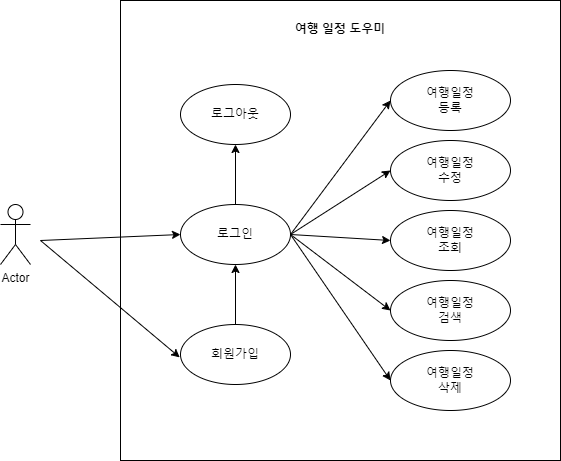 여행 일정 도우미
로그아웃
로그인
회원가입
Actor
여행일정
등록
여행일정
수정
여행일정
조회
여행일정
검색
여행일정
삭제